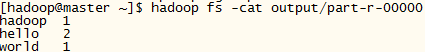 [hadoop@master ~]$ hadoop fs -cat output/part-r-00000
hadoop  1
hello   2
world   1